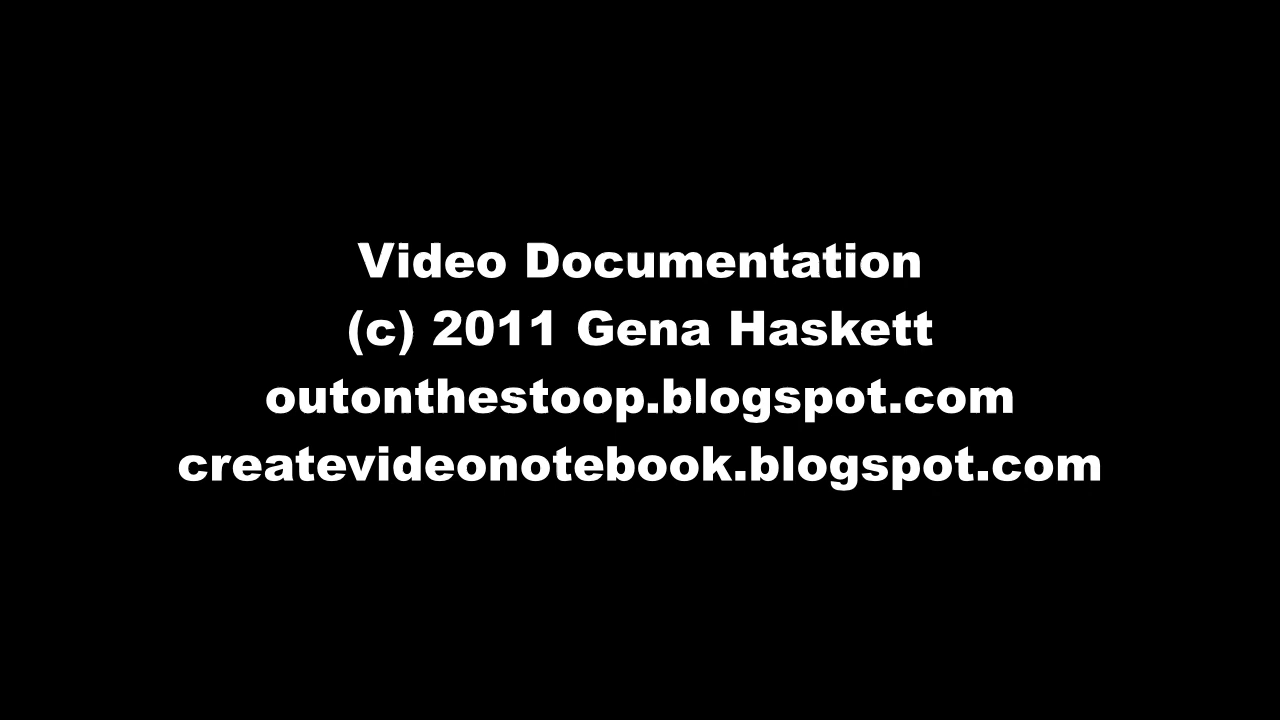 Video Documentation
(c) 2011 Gena Haskett
outonthestoop.blogspot.com
createvideonotebook.blogspot.com